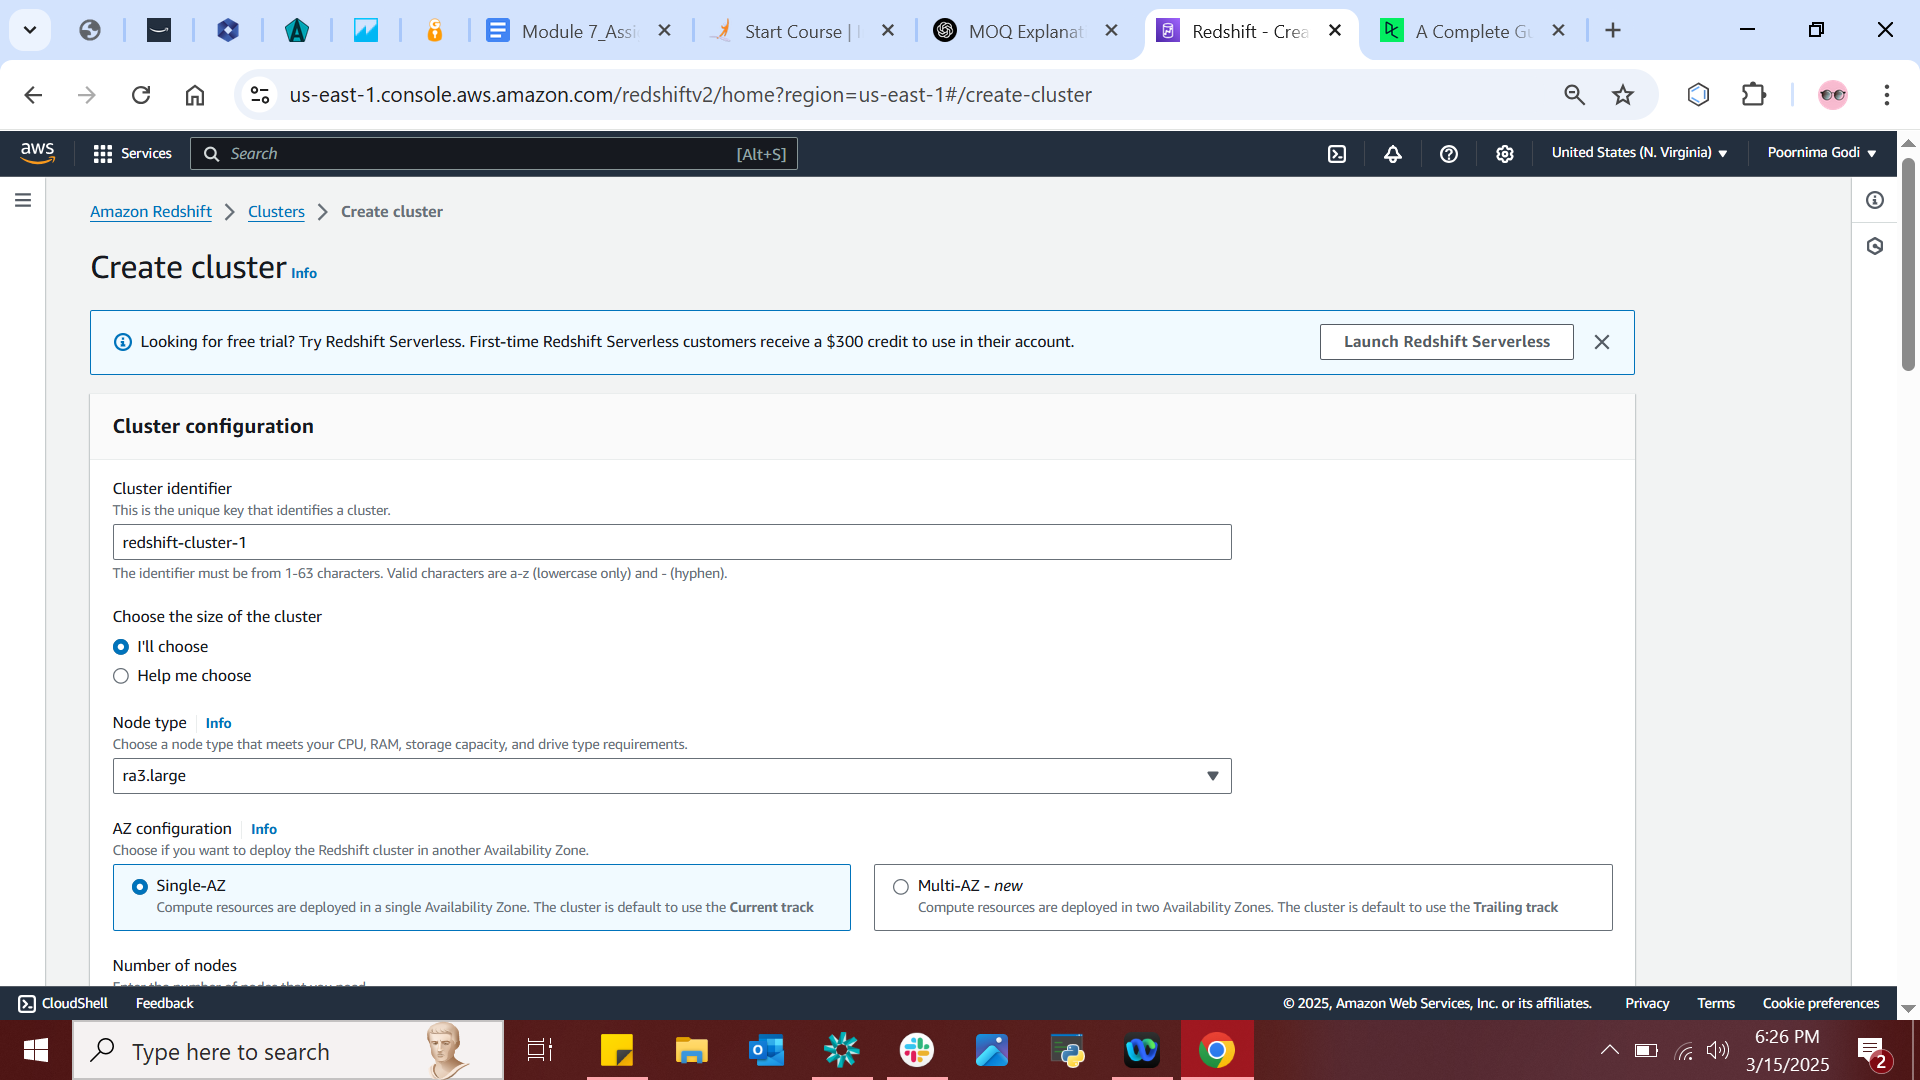 Module 7_Assi
Start Course |
MOQ Explanat
Redshift - Crea
A Complete Gu
us-east-1.console.aws.amazon.com/redshiftv2/home?region=us-east-1#/create-cluster
aws
Services
Search
[Alt+S]
United States (N. Virginia)
Poornima Godi
Amazon Redshift
Clusters
Create cluster
Create cluster Info
Looking for free trial? Try Redshift Serverless. First-time Redshift Serverless customers receive a $300 credit to use in their account.
Launch Redshift Serverless
Cluster configuration
Cluster identifier
This is the unique key that identifies a cluster.
redshift-cluster-1
The identifier must be from 1-63 characters. Valid characters are a-z (lowercase only) and - (hyphen).
Choose the size of the cluster
I'll choose
Help me choose
Node type Info
Choose a node type that meets your CPU, RAM, storage capacity, and drive type requirements.
ra3.large
AZ configuration Info
Choose if you want to deploy the Redshift cluster in another Availability Zone.
Single-AZ
Compute resources are deployed in a single Availability Zone. The cluster is default to use the Current track
Multi-AZ - new
Compute resources are deployed in two Availability Zones. The cluster is default to use the Trailing track
Number of nodes
Enter the number of nodes that you need.
CloudShell
Feedback
© 2025, Amazon Web Services, Inc. or its affiliates.
Privacy
Terms
Cookie preferences
Type here to search
6:26 PM
3/15/2025
2